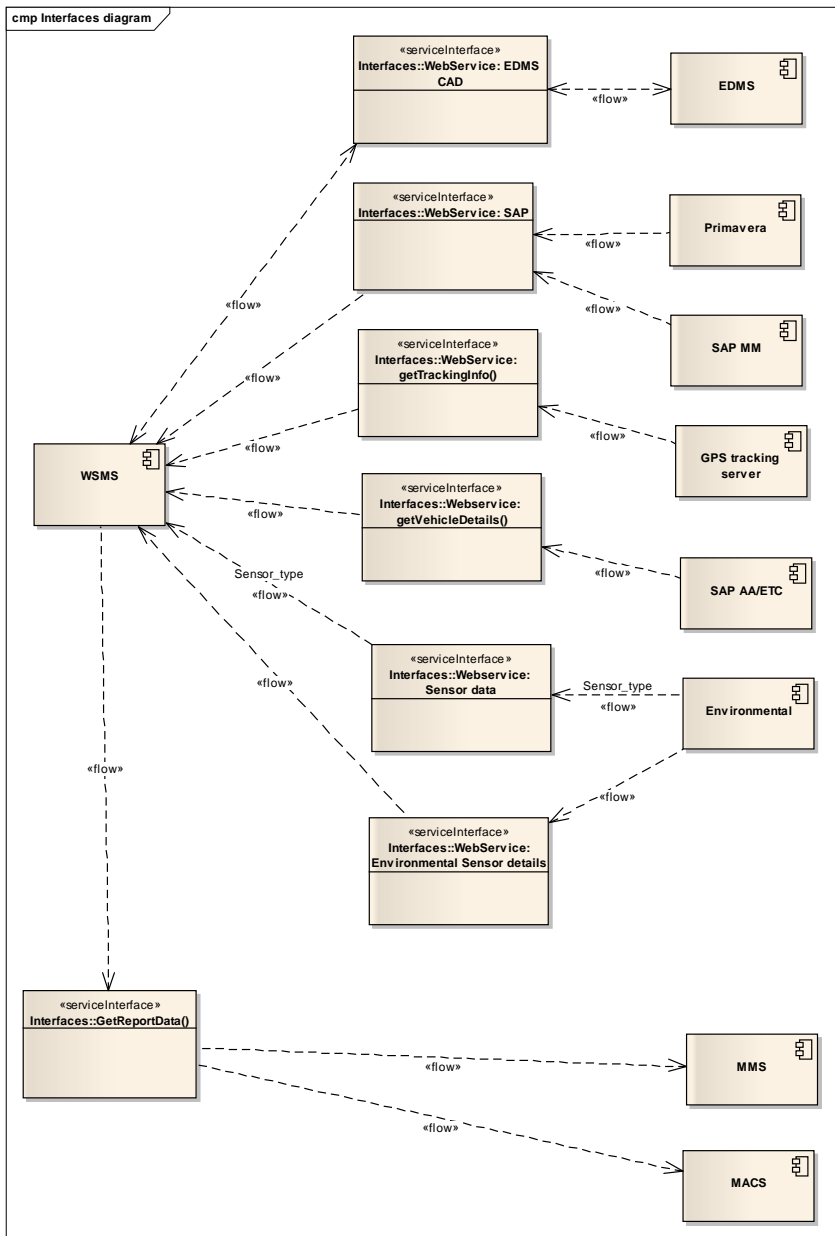 cmp Interfaces diagram
«serviceInterface»
Interfaces::WebService: EDMS
CAD
EDMS
«flow»
«serviceInterface»
Interfaces::WebService: SAP
Primavera
«flow»
«flow»
«flow»
SAP MM
«serviceInterface»
Interfaces::WebService:
getTrackingInfo()
«flow»
«flow»
«flow»
GPS tracking
server
WSMS
«serviceInterface»
Interfaces::Webservice:
getVehicleDetails()
«flow»
«flow»
SAP AA/ETC
Sensor_type
«flow»
«serviceInterface»
Interfaces::Webservice:
Sensor data
Sensor_type
«flow»
Environmental
«flow»
«flow»
«serviceInterface»
Interfaces::WebService:
Environmental Sensor details
«flow»
«serviceInterface»
Interfaces::GetReportData()
«flow»
MMS
«flow»
MACS